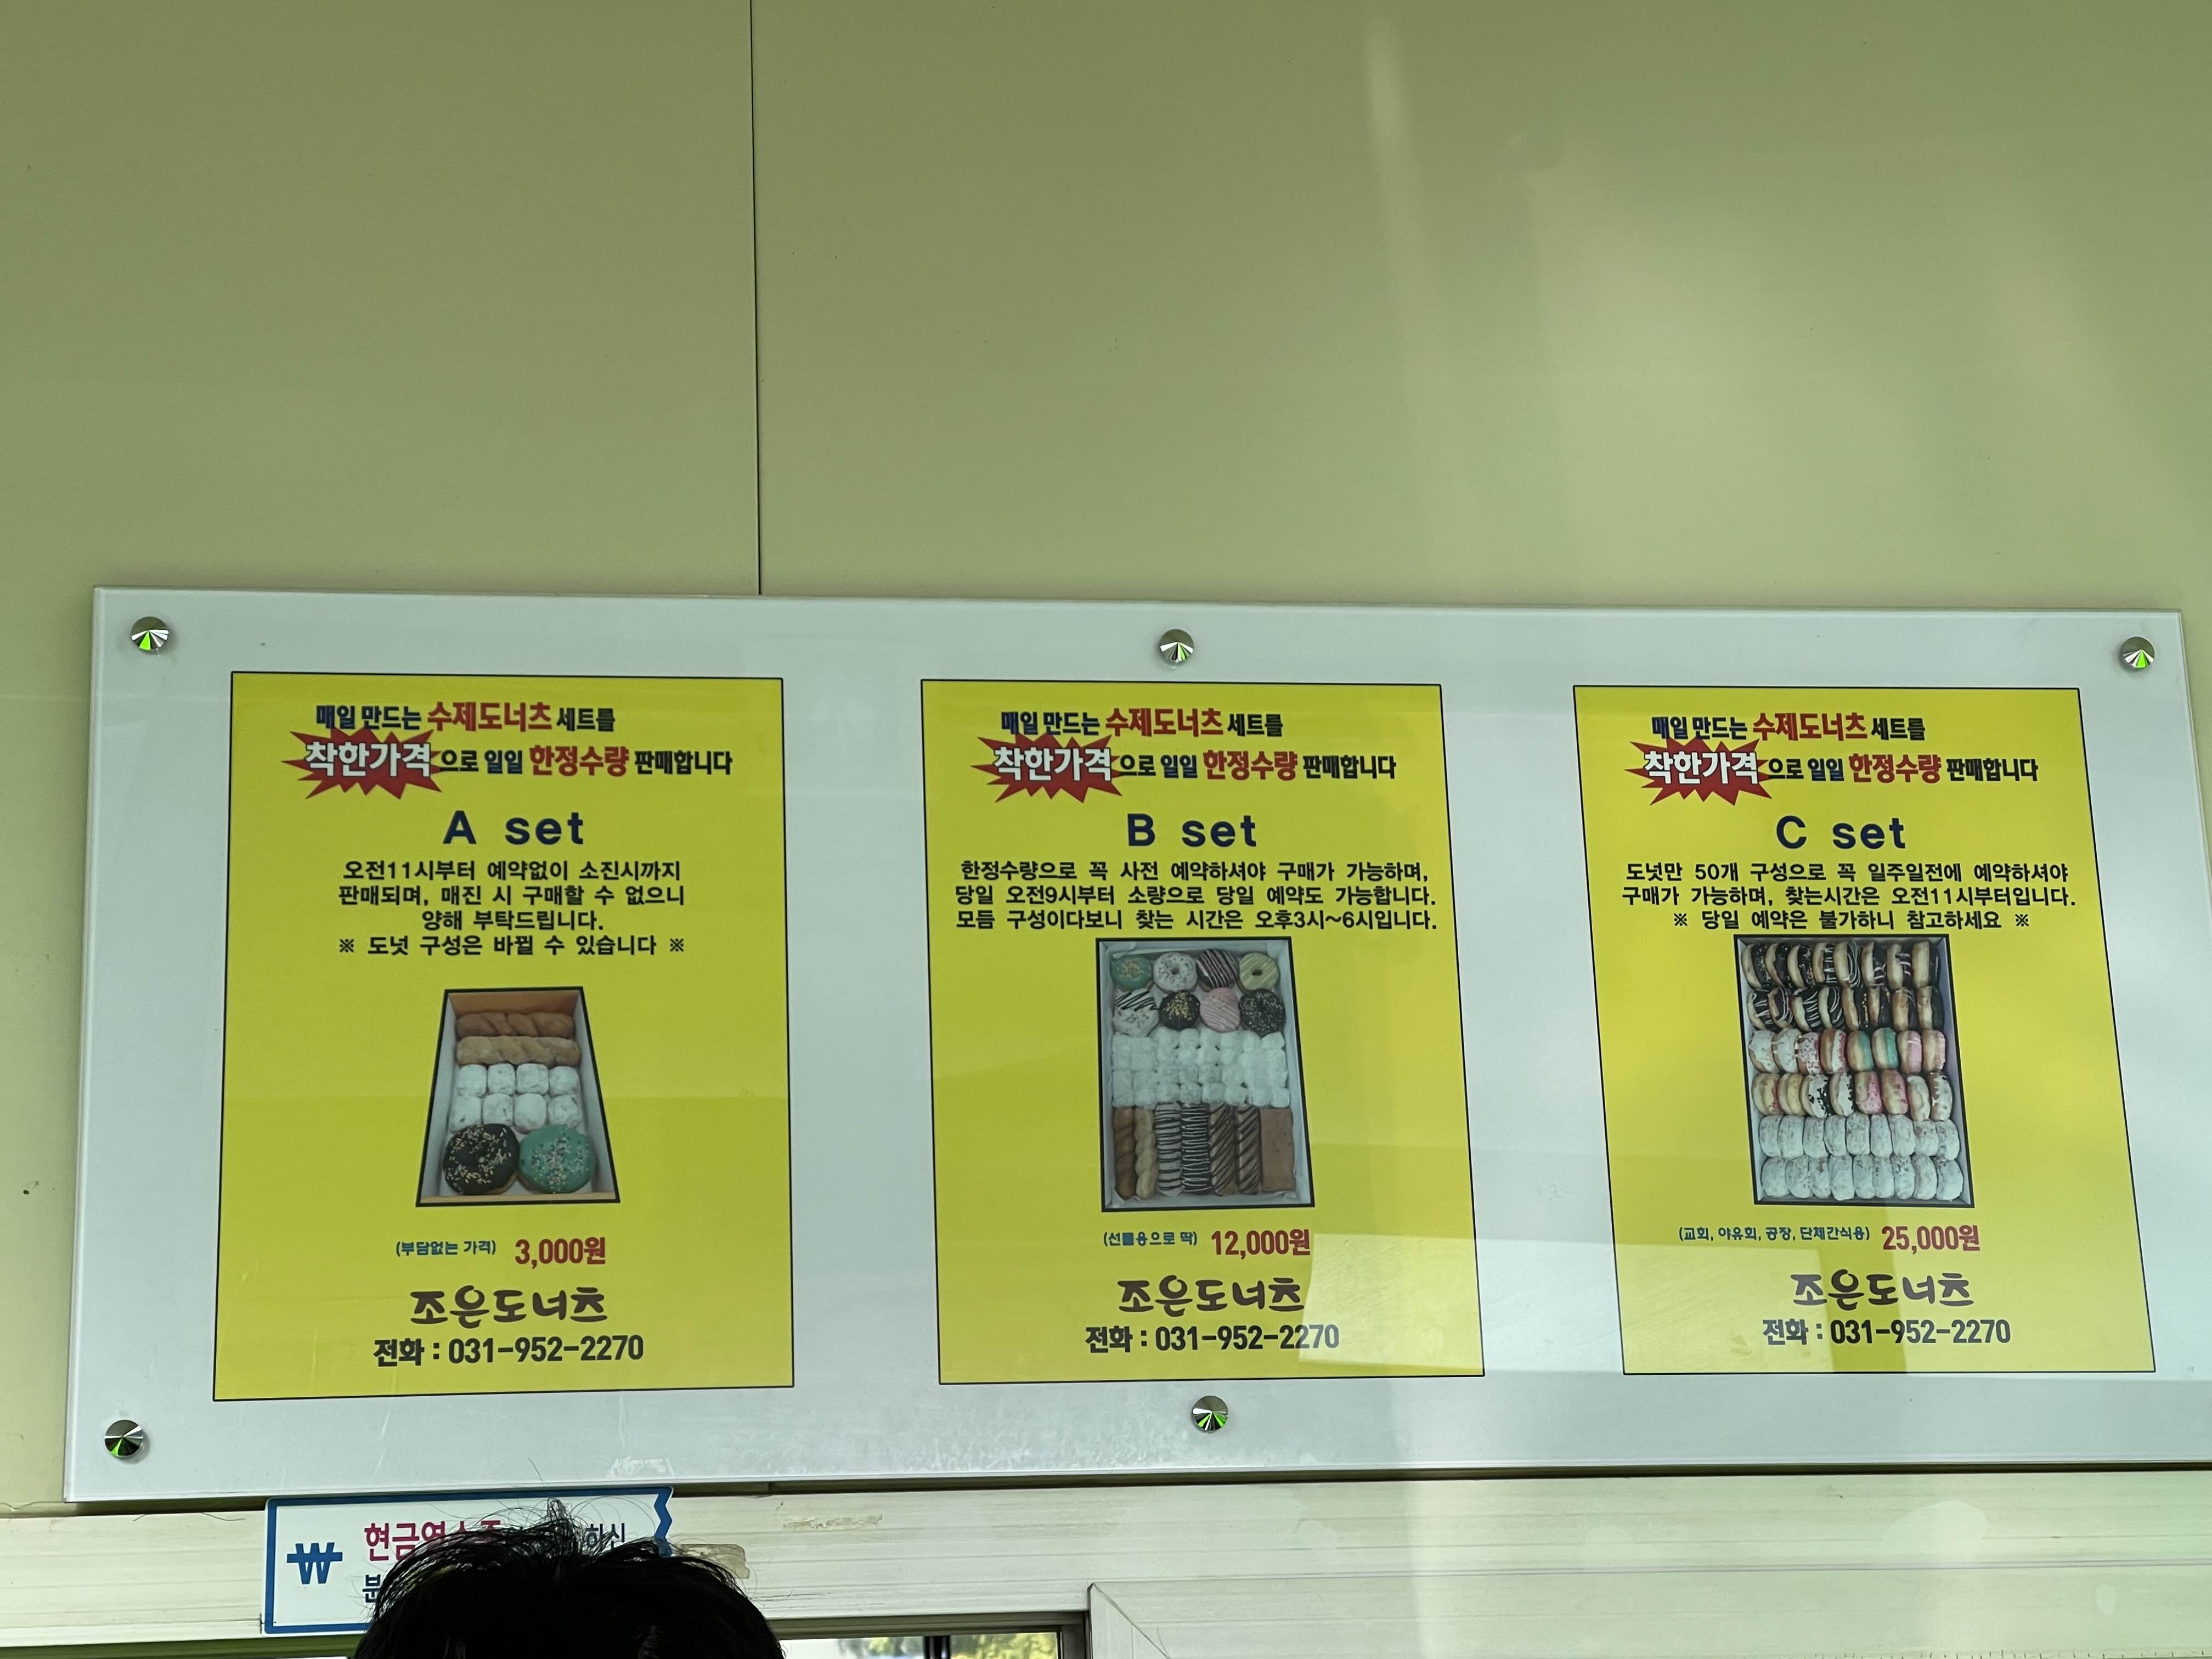 매일 만드는 수제도너츠 세트를
착한가격으로 일일 한정수량 판매합니다
A set
오전11시부터 예약없이 소진시까지
판매되며, 매진 시 구매할 수 없으니
양해 부탁드립니다.
※ 도넛 구성은 바뀔 수 있습니다 ※
(부담없는 가격) 3,000원
조은도너츠
전화 : 031-952-2270
매일 만드는 수제도너츠 세트를
착한가격으로 일일 한정수량 판매합니다
B set
한정수량으로 꼭 사전 예약하셔야 구매가 가능하며,
당일 오전9시부터 소량으로 당일 예약도 가능합니다.
모듬 구성이다보니 찾는 시간은 오후3시~6시입니다.
(선물용으로 딱) 12,000원
조은도너츠
전화 : 031-952-2270
매일 만드는 수제도너츠 세트를
착한가격으로 일일 한정수량 판매합니다
C set
도넛만 50개 구성으로 꼭 일주일전에 예약하셔야
구매가 가능하며, 찾는시간은 오전11시부터입니다.
※ 당일 예약은 불가하니 참고하세요 ※
(교회, 야유회, 공장, 단체간식용) 25,000원
조은도너츠
전화 : 031-952-2270
₩